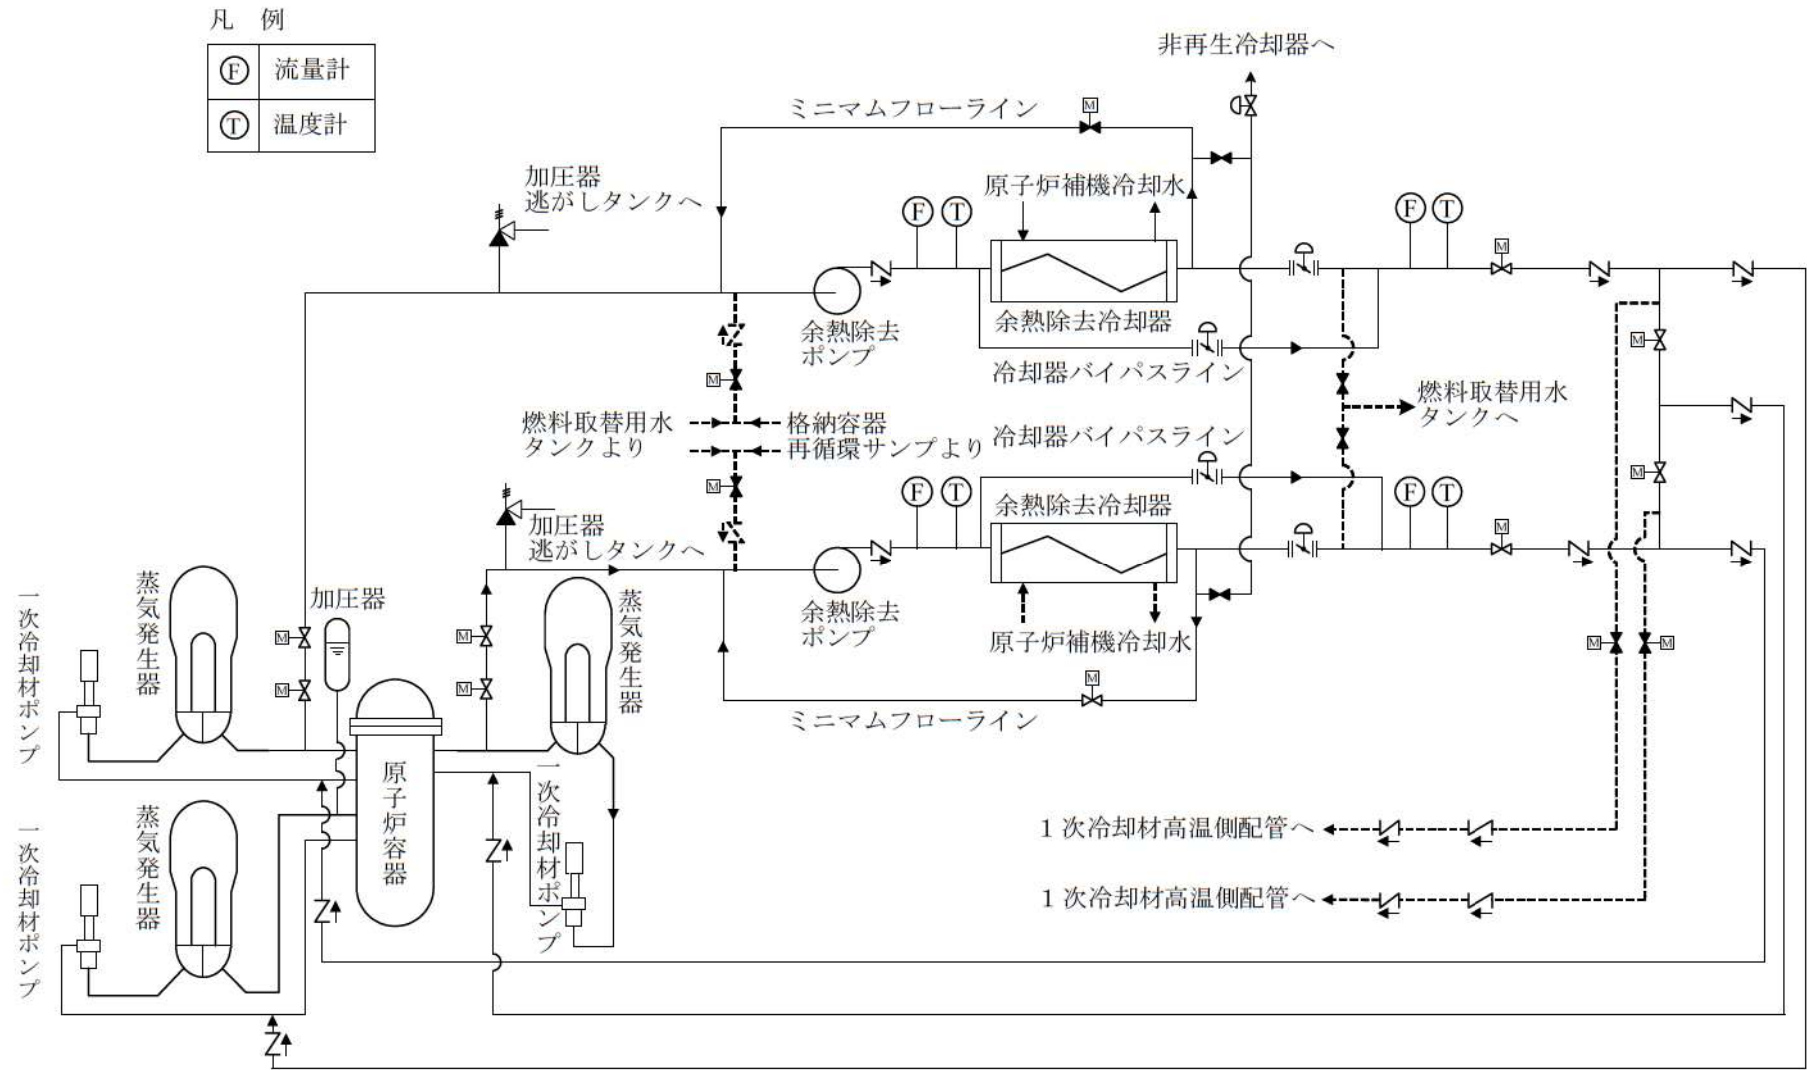 凡 例
F 流量計
T 温度計
非再生冷却器へ
ミニマムフローライン
M
加圧器
逃がしタンクへ
原子炉補機冷却水
F
T
F
T
M
余熱除去
ポンプ
余熱除去冷却器
冷却器バイパスライン
M
M
燃料取替用水
タンクより
格納容器
再循環サンプより
燃料取替用水
タンクへ
冷却器バイパスライン
M
M
F
T
余熱除去冷却器
F
T
M
加圧器
逃がしタンクへ
余熱除去
ポンプ
原子炉補機冷却水
M
M
M
ミニマムフローライン
一次冷却材ポンプ
蒸気発生器
M
M
加圧器
M
M
蒸気発生器
原子炉容器
一次冷却材ポンプ
一次冷却材ポンプ
蒸気発生器
1 次冷却材高温側配管へ
1 次冷却材高温側配管へ